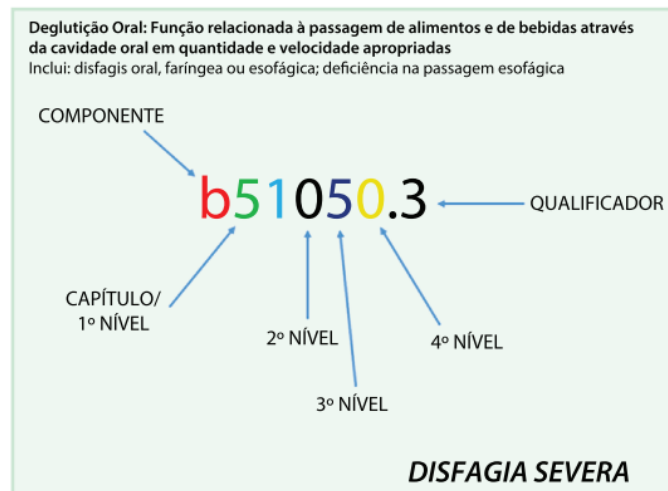 Deglutição Oral: Função relacionada à passagem de alimentos e de bebidas através
da cavidade oral em quantidade e velocidade apropriadas
Inclui: disfagis oral, faríngea ou esofágica; deficiência na passagem esofágica
COMPONENTE
b51050.3
QUALIFICADOR
CAPÍTULO/
1º NÍVEL
2º NÍVEL
4º NÍVEL
3º NÍVEL
DISFAGIA SEVERA